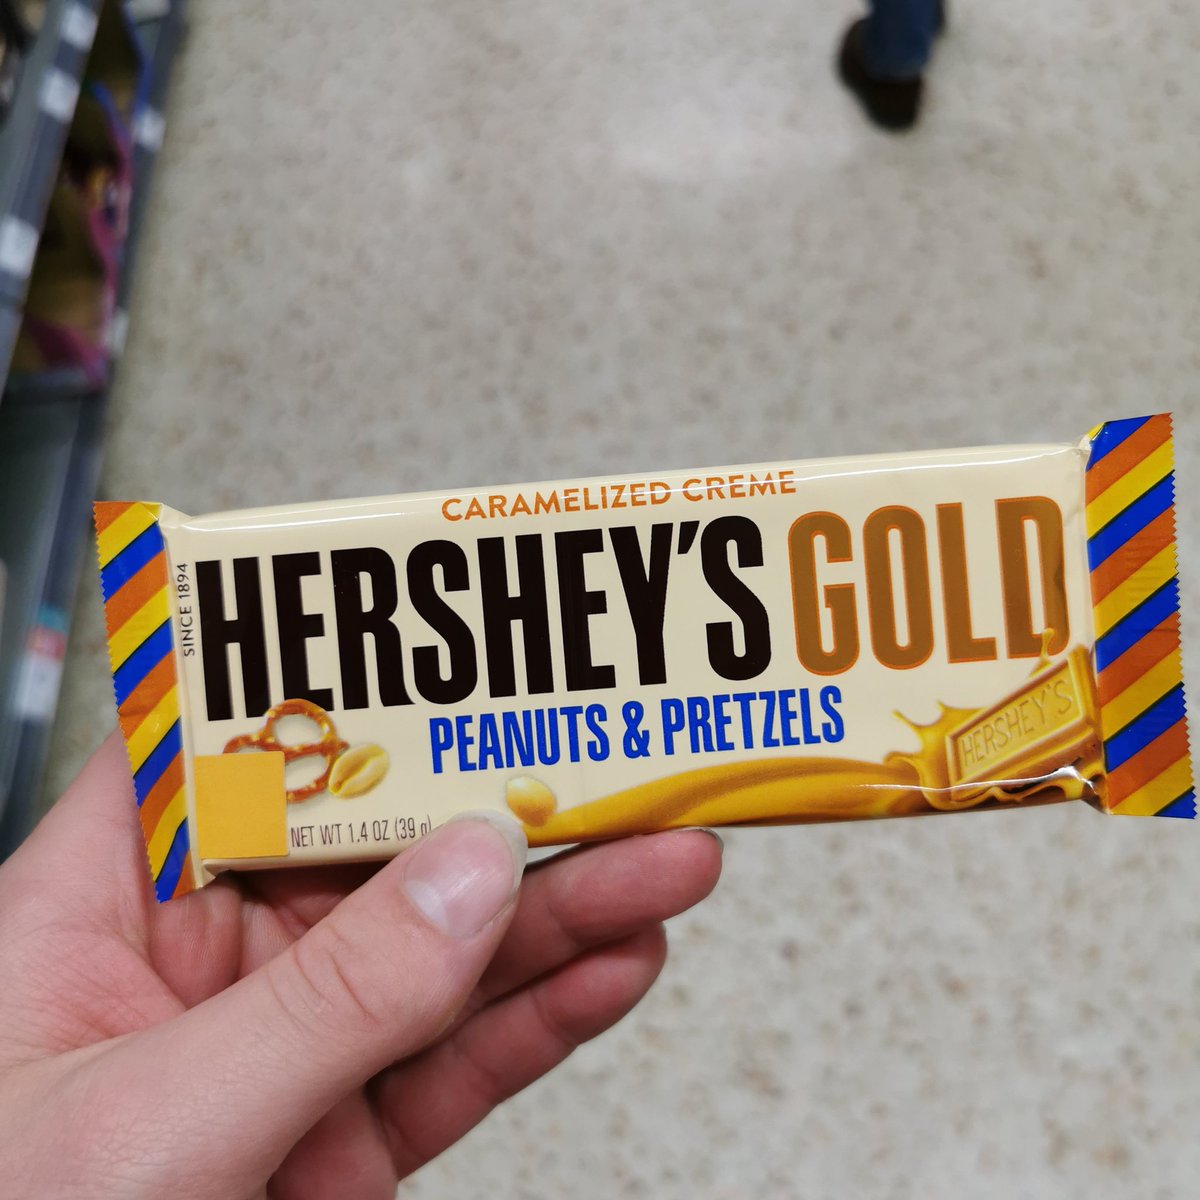 CARAMELIZED CREME
SINCE 1894
HERSHEY'S GOLD
PEANUTS & PRETZELS
HERSHEY'S
NET WT 1.4 OZ (39 g)